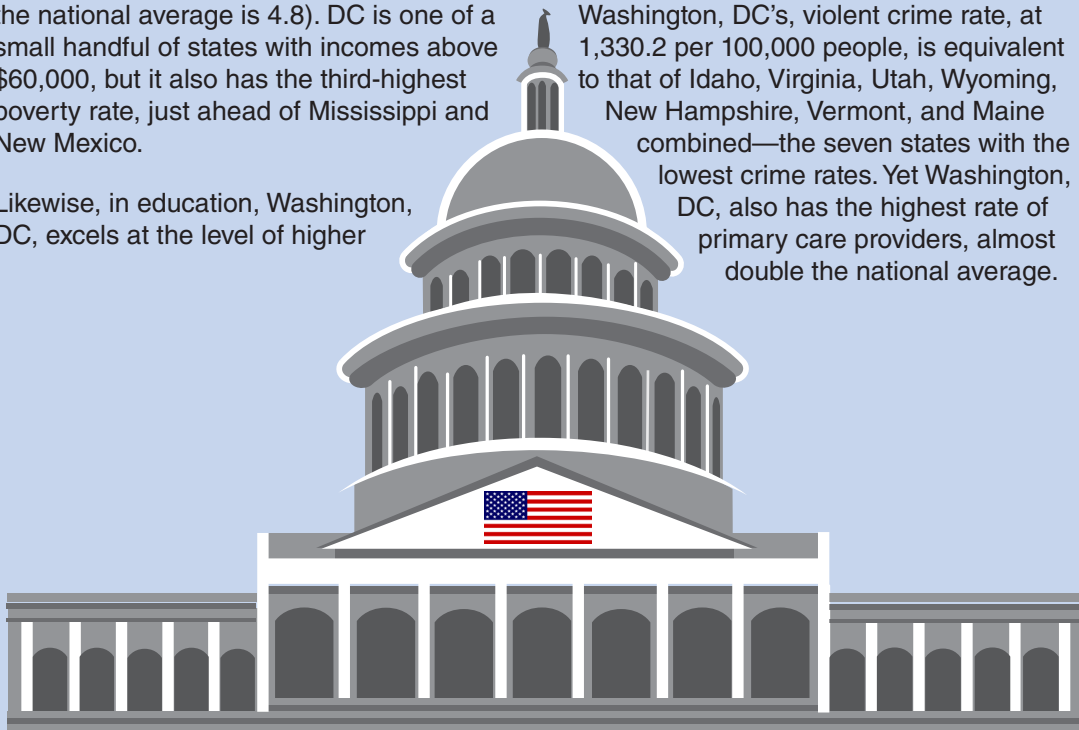 the national average is 4.8). DC is one of a
small handful of states with incomes above
$60,000, but it also has the third-highest
poverty rate, just ahead of Mississippi and
New Mexico.
Likewise, in education, Washington,
DC, excels at the level of higher
Washington, DC’s, violent crime rate, at
1,330.2 per 100,000 people, is equivalent
to that of Idaho, Virginia, Utah, Wyoming,
New Hampshire, Vermont, and Maine
combined—the seven states with the
lowest crime rates. Yet Washington,
DC, also has the highest rate of
primary care providers, almost
double the national average.